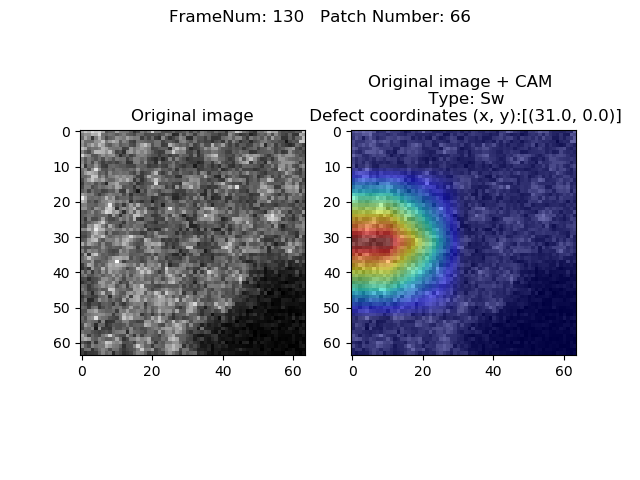 FrameNum: 130   Patch Number: 66
Original image
Original image + CAM
Type: Sw
Defect coordinates (x, y):[(31.0, 0.0)]
0
10
20
30
40
50
60
0 20 40 60
0
10
20
30
40
50
60
0 20 40 60